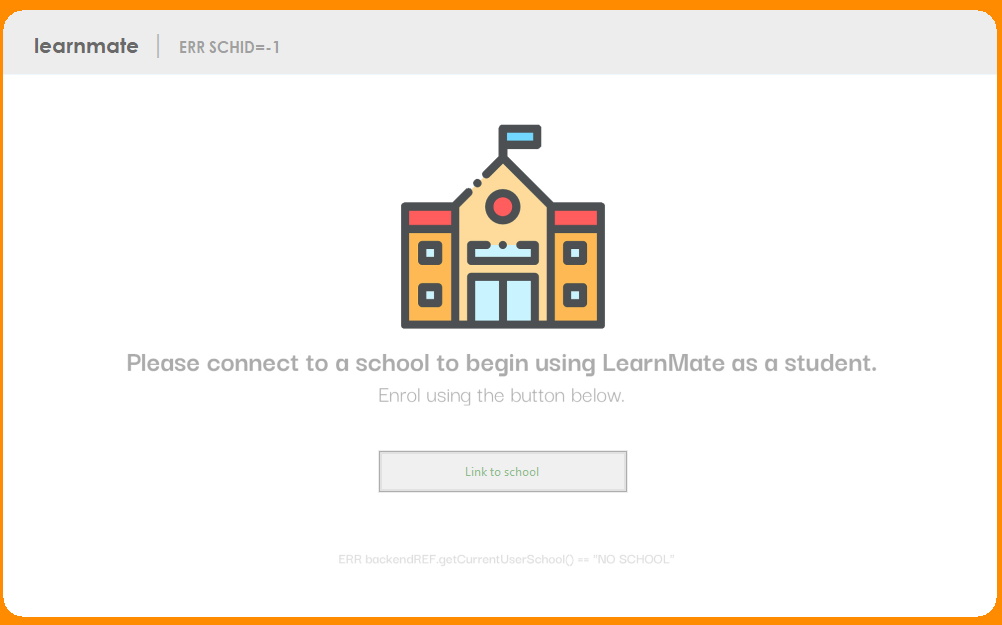 learnmate
ERR SCHID=-1
Please connect to a school to begin using LearnMate as a student.
Enrol using the button below.
Link to school
ERR backendREF.getCurrentUserSchool() == "NO SCHOOL"